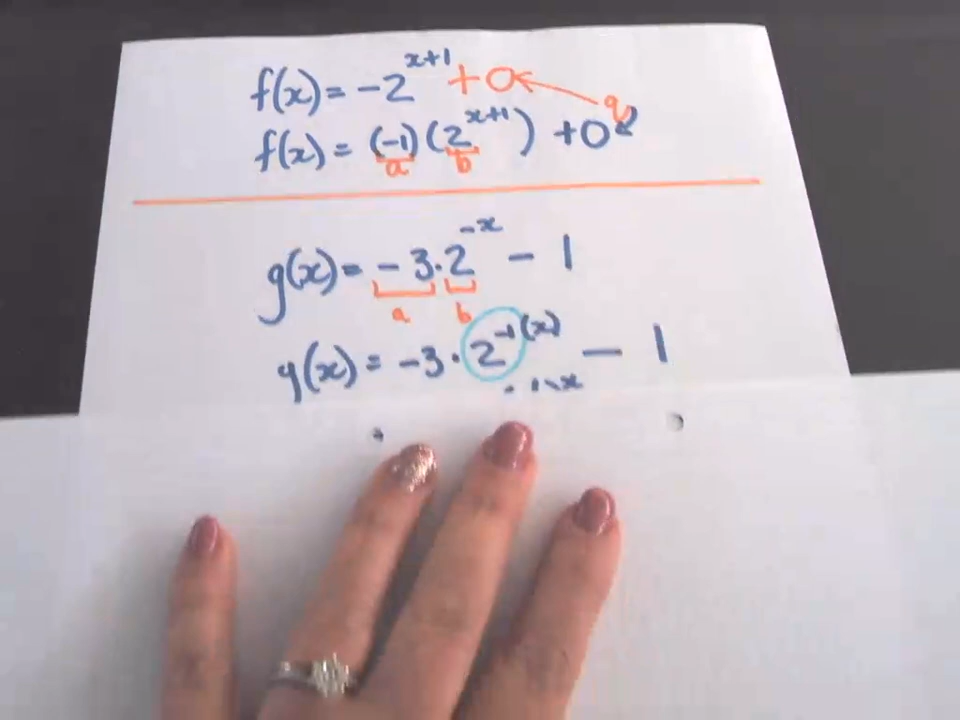 f(x) = -2^{x+1} + 0 q
f(x) = (-1)(2^{x+1}) + 0
a b
g(x) = -3·2^{-x} - 1
a b
g(x) = -3·2^{-1(x)} - 1